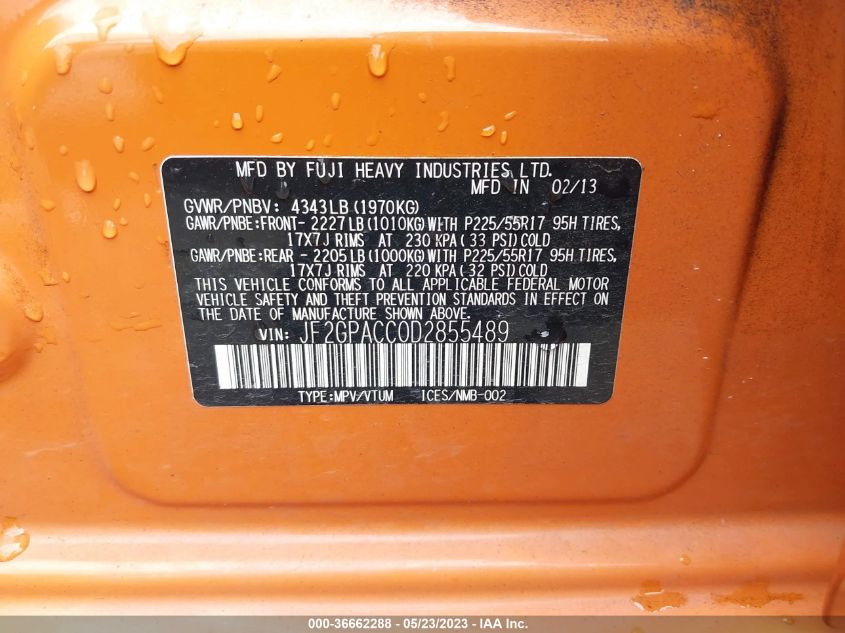 MFD BY FUJI HEAVY INDUSTRIES LTD.
MFD IN 02/13
GVWR/PNBV: 4343LB (1970KG)
GAWR/PNBE:FRONT- 2227LB (1010KG) WITH P225/55R17 95H TIRES,
17X7J RIMS AT 230 KPA (33 PSI) COLD
GAWR/PNBE:REAR - 2205LB (1000KG) WITH P225/55R17 95H TIRES,
17X7J RIMS AT 220 KPA (32 PSI) COLD
THIS VEHICLE CONFORMS TO ALL APPLICABLE FEDERAL MOTOR
VEHICLE SAFETY AND THEFT PREVENTION STANDARDS IN EFFECT ON
THE DATE OF MANUFACTURE SHOWN ABOVE.
VIN: JF2GPACC0D2855489
TYPE:MPV/VTUM ICES/NMB-002
000-36662288 - 05/23/2023 - IAA Inc.